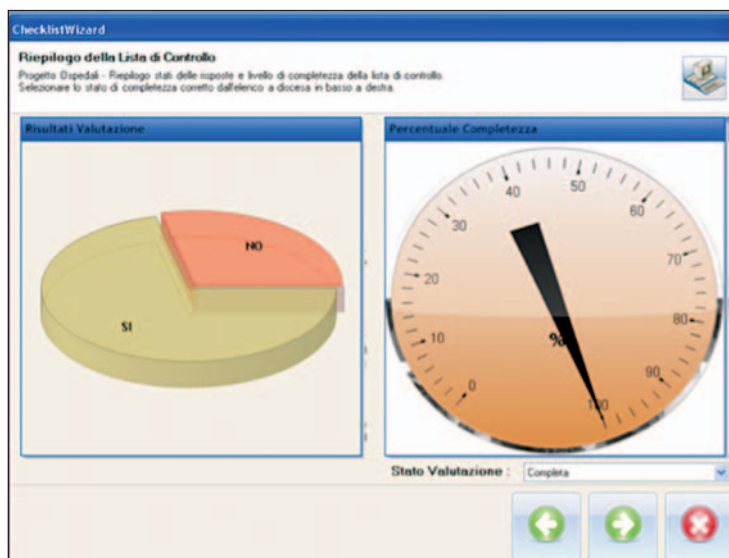 ChecklistWizard
Riepilogo della Lista di Controllo
Progetto Ospedali - Riepilogo stati delle risposte e livello di completezza della lista di controllo.
Selezionare lo stato di completezza corretto dall'elenco a discesa in basso a destra.
Risultati Valutazione
NO
SI
Percentuale Completezza
0
10
20
30
40
50
60
70
80
90
100
%
Stato Valutazione :
Completa